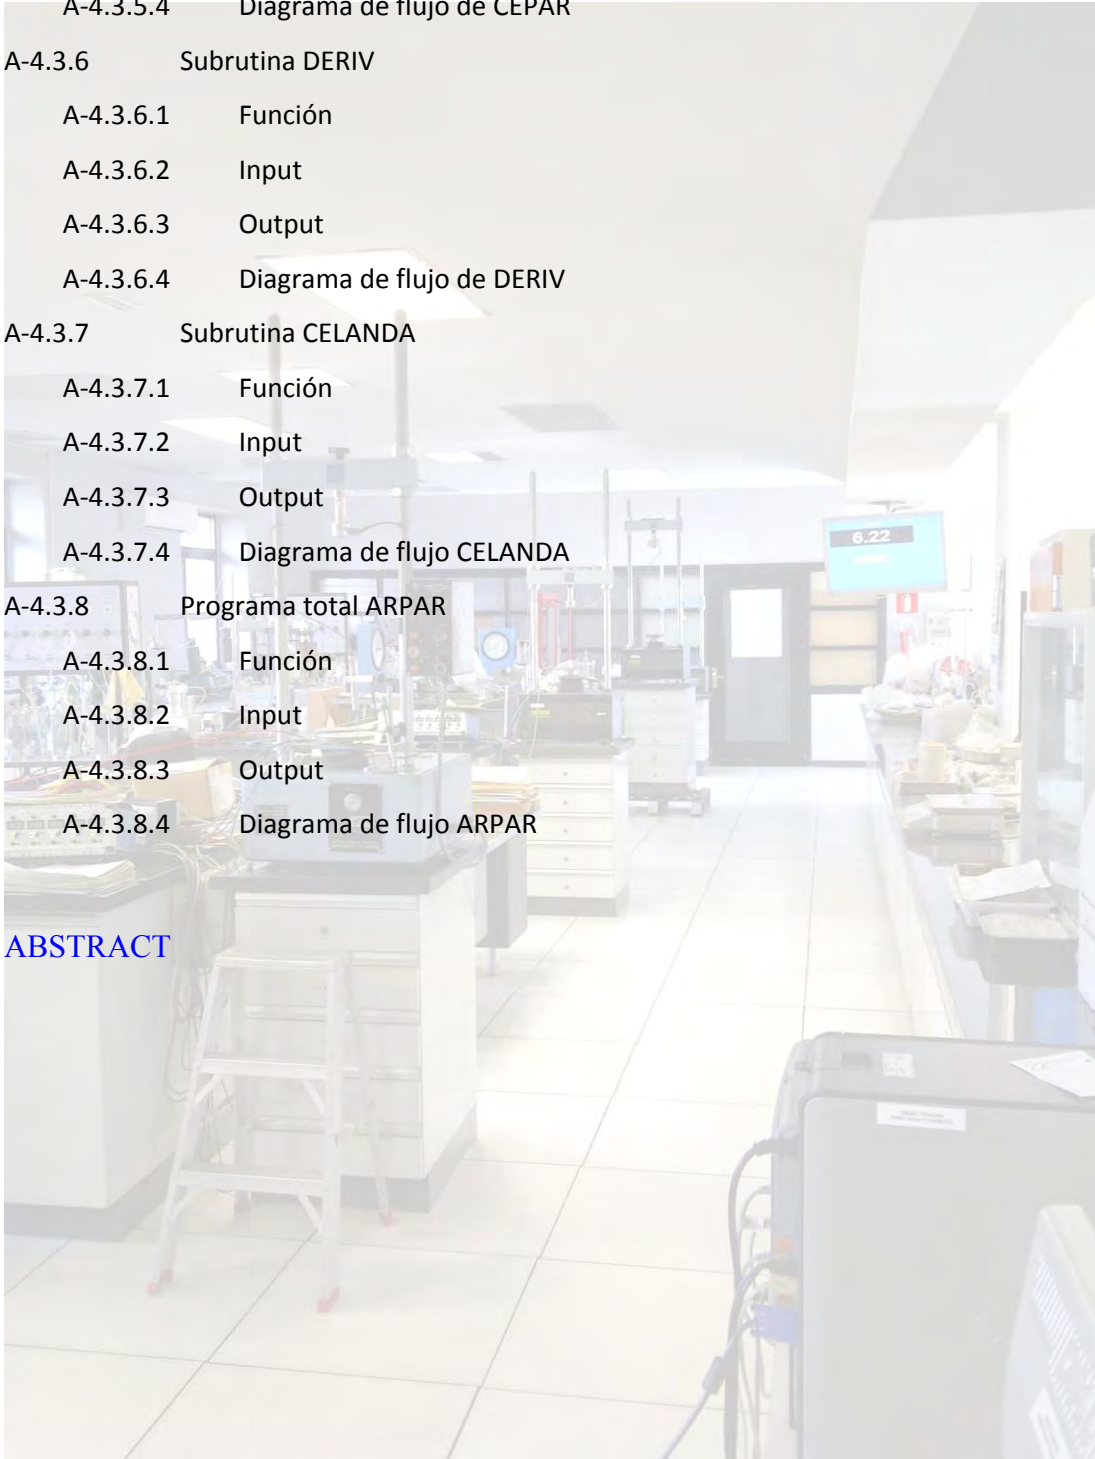 A-4.3.5.4 Diagrama de flujo de CEPAR
A-4.3.6 Subrutina DERIV
A-4.3.6.1 Función
A-4.3.6.2 Input
A-4.3.6.3 Output
A-4.3.6.4 Diagrama de flujo de DERIV
A-4.3.7 Subrutina CELANDA
A-4.3.7.1 Función
A-4.3.7.2 Input
A-4.3.7.3 Output
A-4.3.7.4 Diagrama de flujo CELANDA
6.22
A-4.3.8 Programa total ARPAR
A-4.3.8.1 Función
A-4.3.8.2 Input
A-4.3.8.3 Output
A-4.3.8.4 Diagrama de flujo ARPAR
ABSTRACT